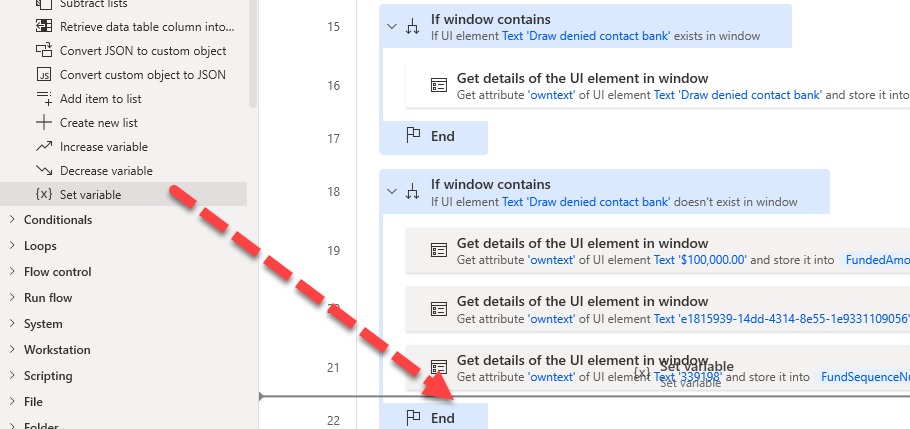 Subtract lists
Retrieve data table column into...
Convert JSON to custom object
JS
Convert custom object to JSON
Add item to list
Create new list
Increase variable
Decrease variable
{x} Set variable
Conditionals
Loops
Flow control
Run flow
System
Workstation
Scripting
File
Folder
15
If window contains
If UI element Text 'Draw denied contact bank' exists in window
16
Get details of the UI element in window
Get attribute 'owntext' of UI element Text 'Draw denied contact bank' and store it into
17
End
18
If window contains
If UI element Text 'Draw denied contact bank' doesn't exist in window
19
Get details of the UI element in window
Get attribute 'owntext' of UI element Text '$100,000.00' and store it into FundedAmo
20
Get details of the UI element in window
Get attribute 'owntext' of UI element Text 'e1815939-14dd-4314-8e55-1e9331109056'
21
Get details of the UI element in window
Get attribute 'owntext' of UI element Text '339198' and store it into FundSequenceNu
{x} Set variable
Set variable
22
End